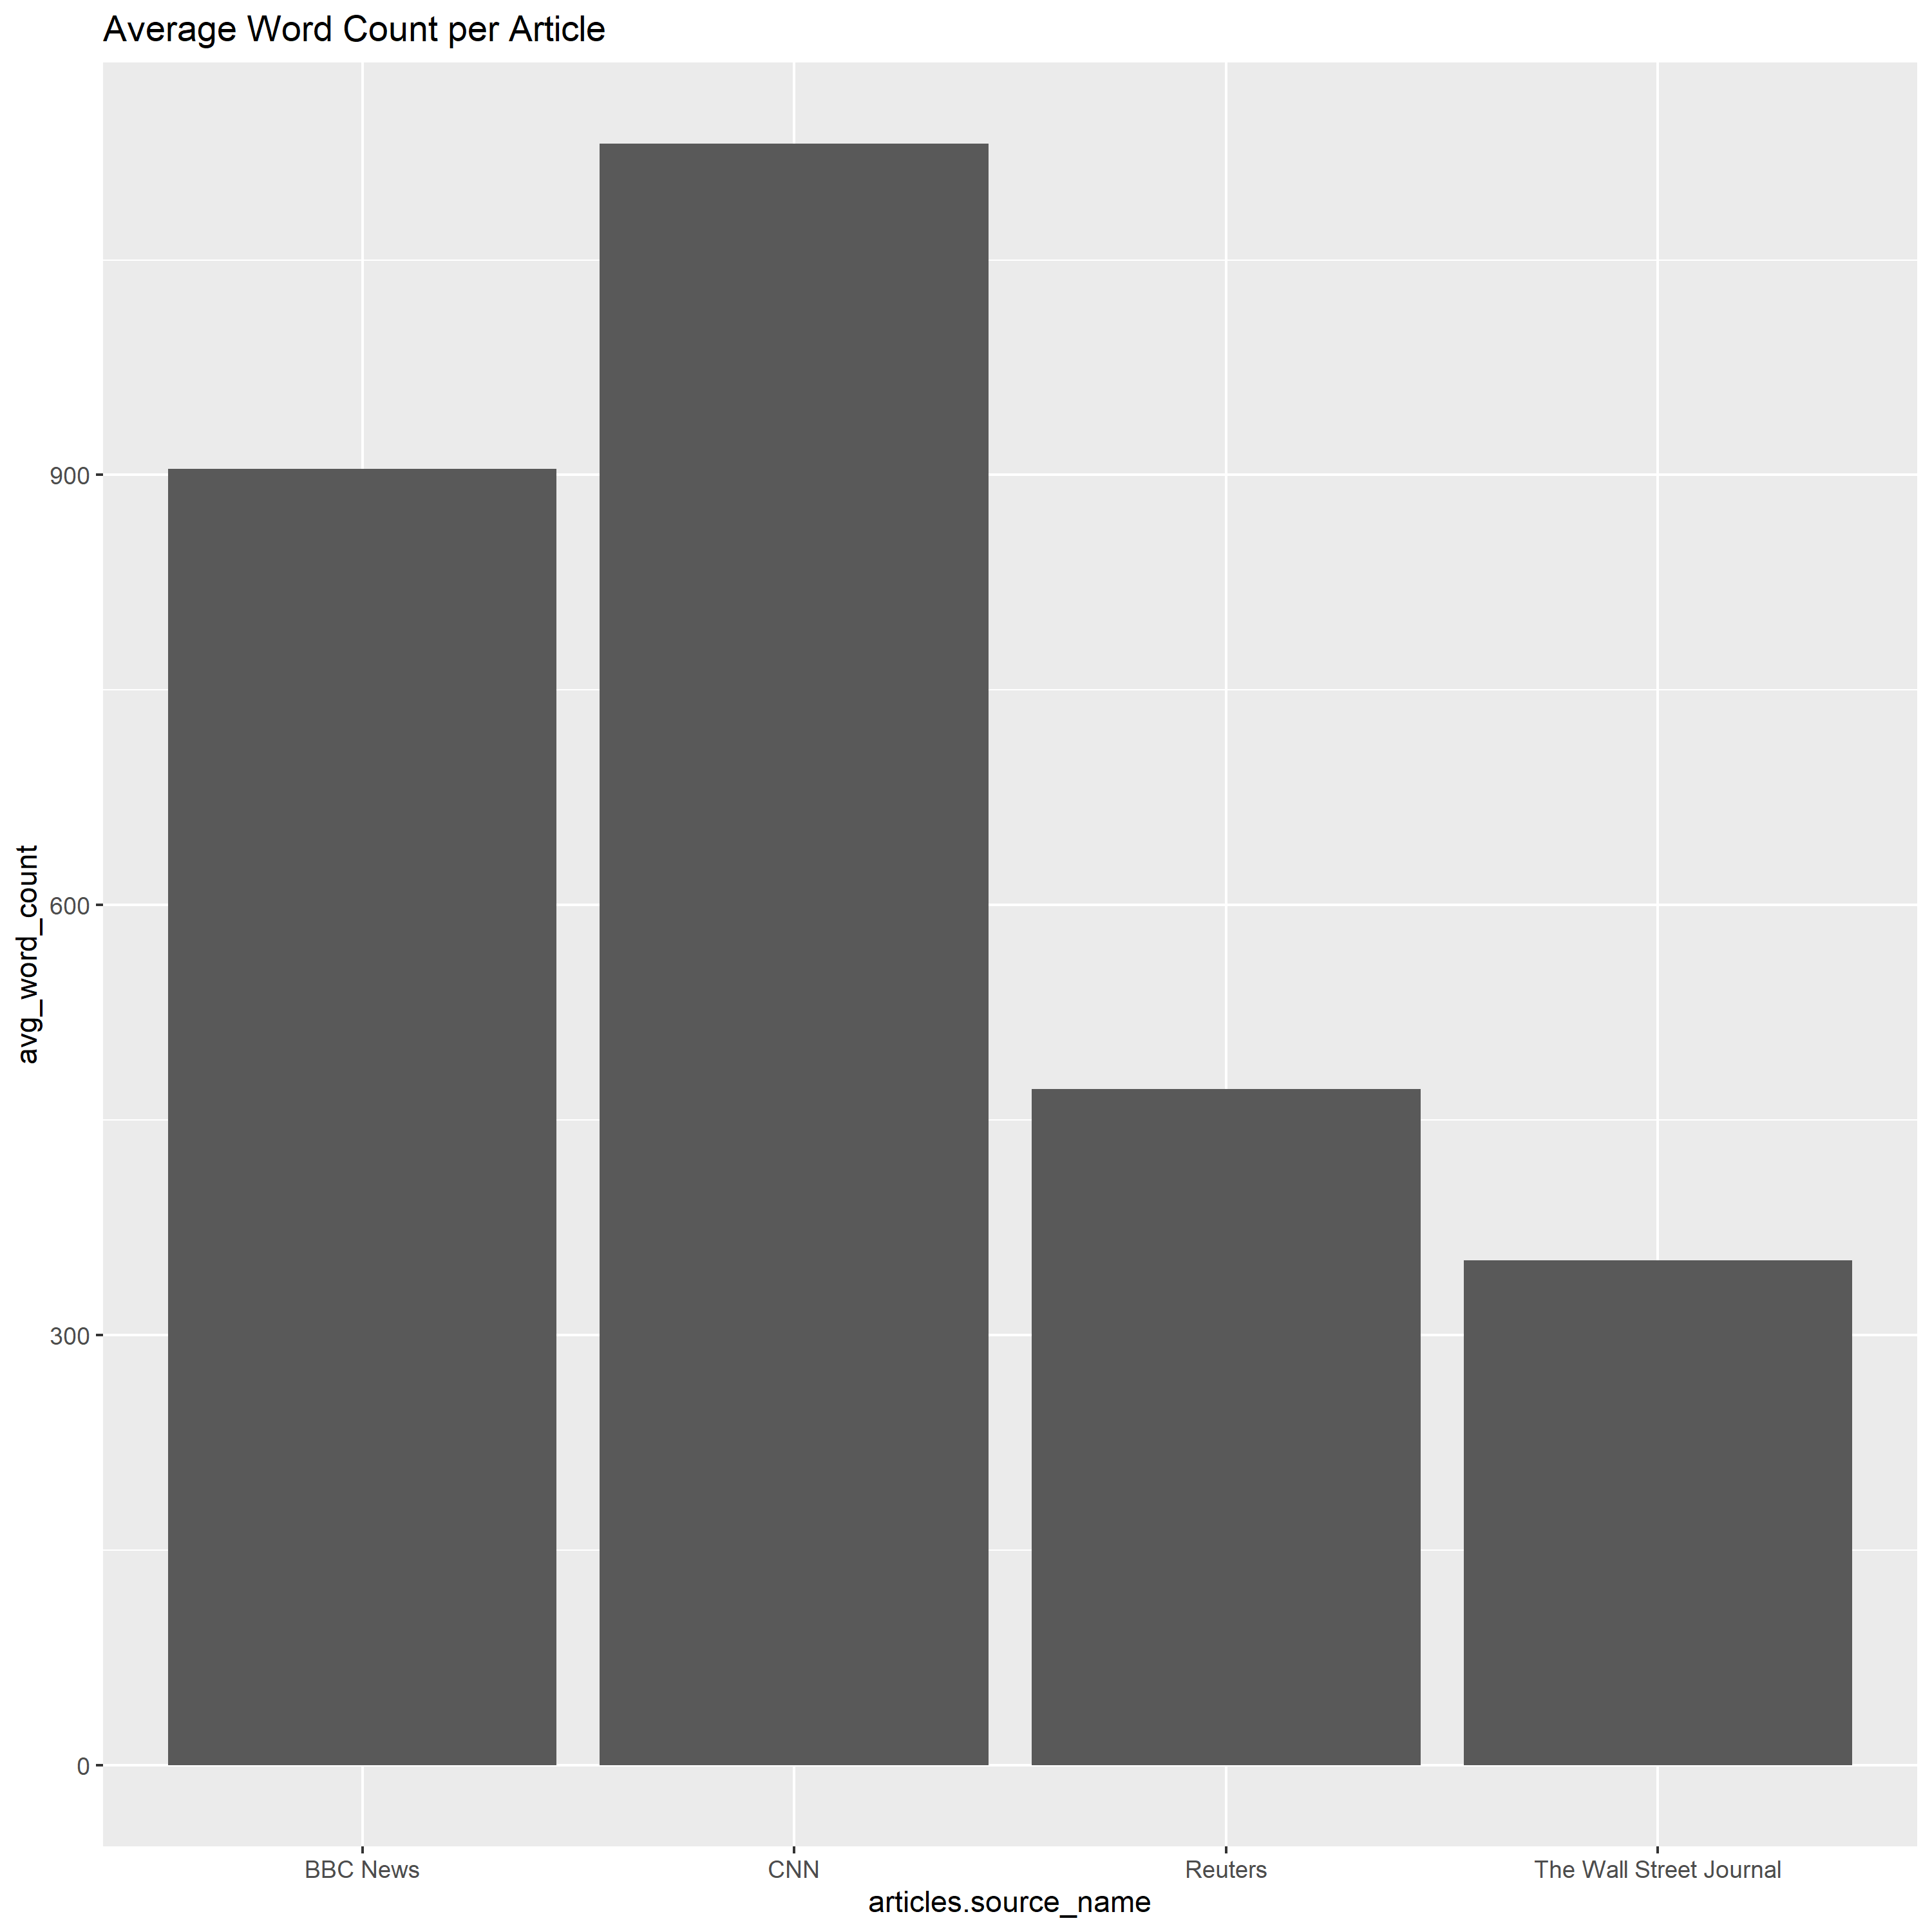 Average Word Count per Article
avg_word_count
900
600
300
0
BBC News
CNN
Reuters
The Wall Street Journal
articles.source_name